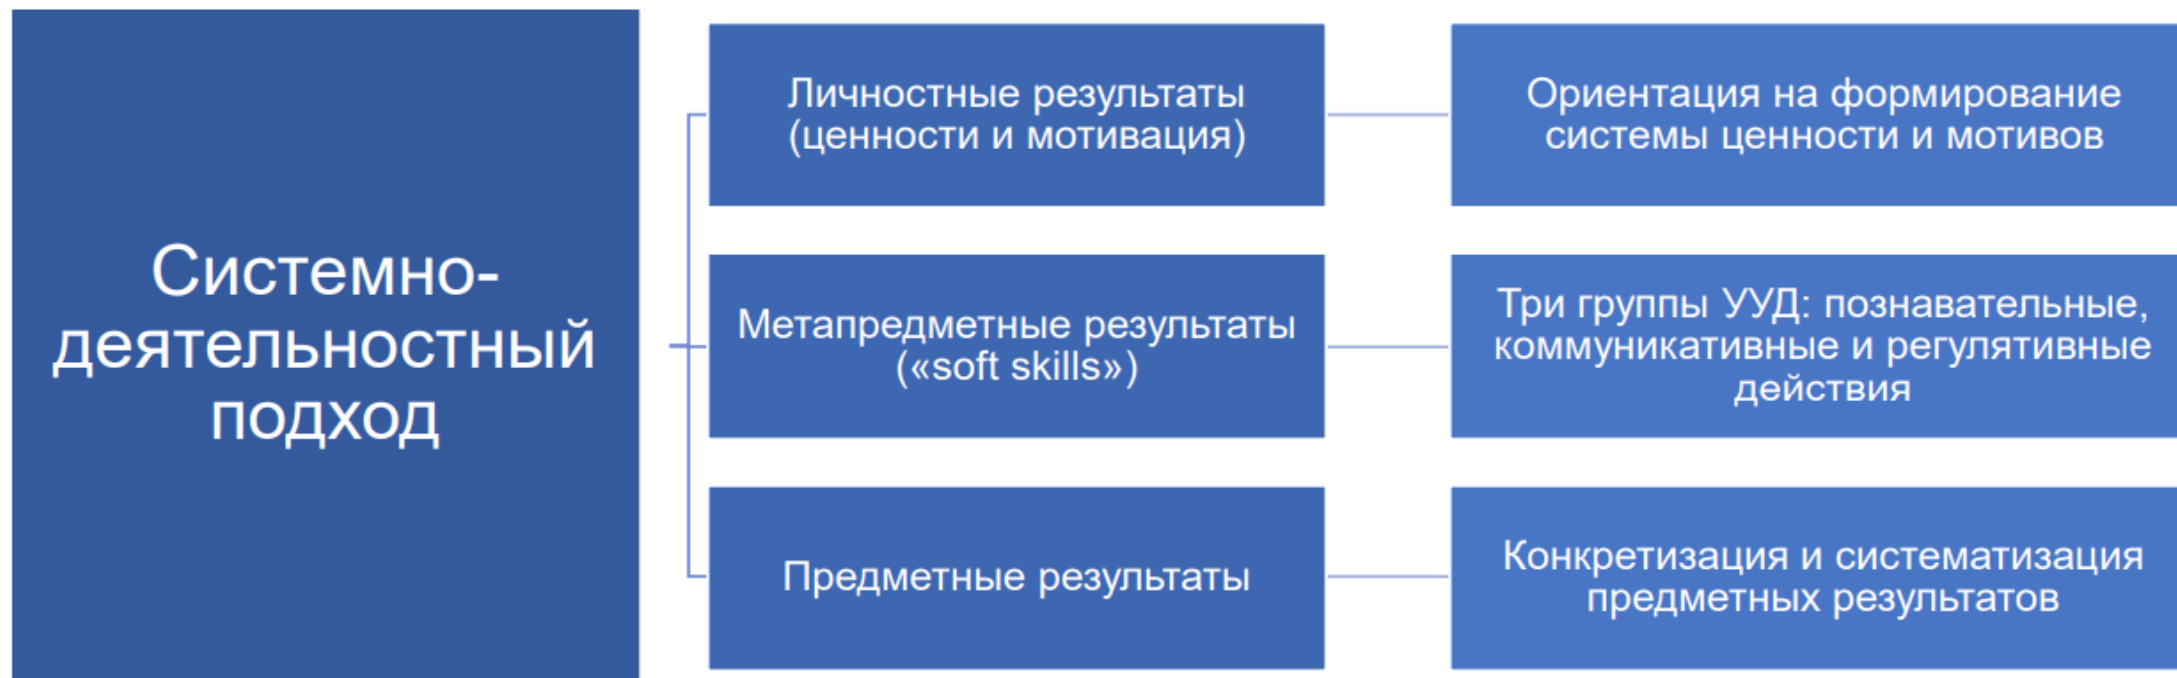 Системно-
деятельностный
подход
Личностные результаты
(ценности и мотивация)
Ориентация на формирование
системы ценности и мотивов
Метапредметные результаты
(«soft skills»)
Три группы УУД: познавательные,
коммуникативные и регулятивные
действия
Предметные результаты
Конкретизация и систематизация
предметных результатов